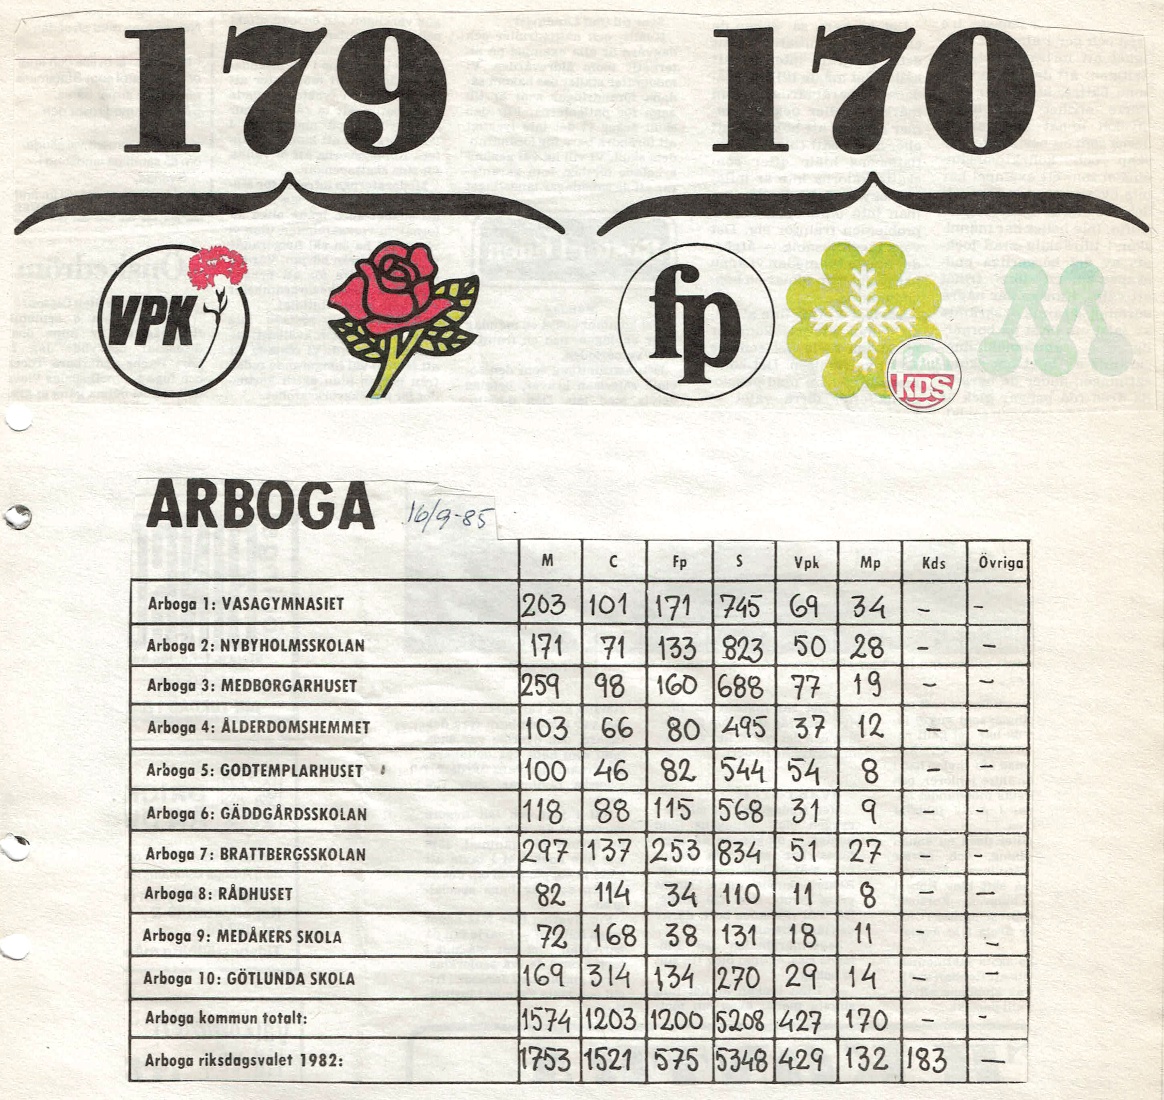 179 170
VPK fp KDS
ARBOGA 16/9-85
M C Fp S Vpk Mp Kds Övriga
Arboga 1: VASAGYMNASIET 203 101 171 745 69 34 – –
Arboga 2: NYBYHOLMSSKOLAN 171 71 133 823 50 28 – –
Arboga 3: MEDBORGARHUSET 259 98 160 688 77 19 – –
Arboga 4: ÅLDERDOMSHEMMET 103 66 80 495 37 12 – –
Arboga 5: GODTEMPLARHUSET 100 46 82 544 54 8 – –
Arboga 6: GÄDDGÅRDSSKOLAN 118 88 115 568 31 9 – –
Arboga 7: BRATTBERGSSKOLAN 297 137 253 834 51 27 – –
Arboga 8: RÅDHUSET 82 114 34 110 11 8 – –
Arboga 9: MEDÅKERS SKOLA 72 168 38 131 18 11 – –
Arboga 10: GÖTLUNDA SKOLA 169 314 134 270 29 14 – –
Arboga kommun totalt: 1574 1203 1200 5208 427 170 – –
Arboga riksdagsvalet 1982: 1753 1521 575 5348 429 132 183 –